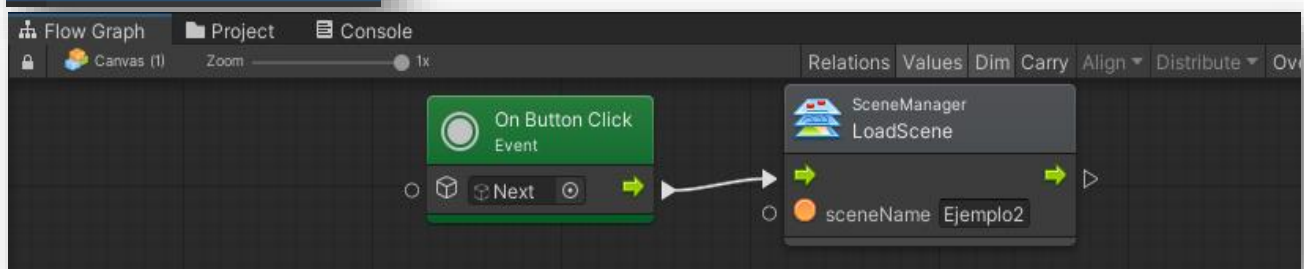 Flow Graph Project Console
Canvas (1) Zoom 1x Relations Values Dim Carry Align Distribute
On Button Click
Event
Next
SceneManager
LoadScene
sceneName Ejemplo2